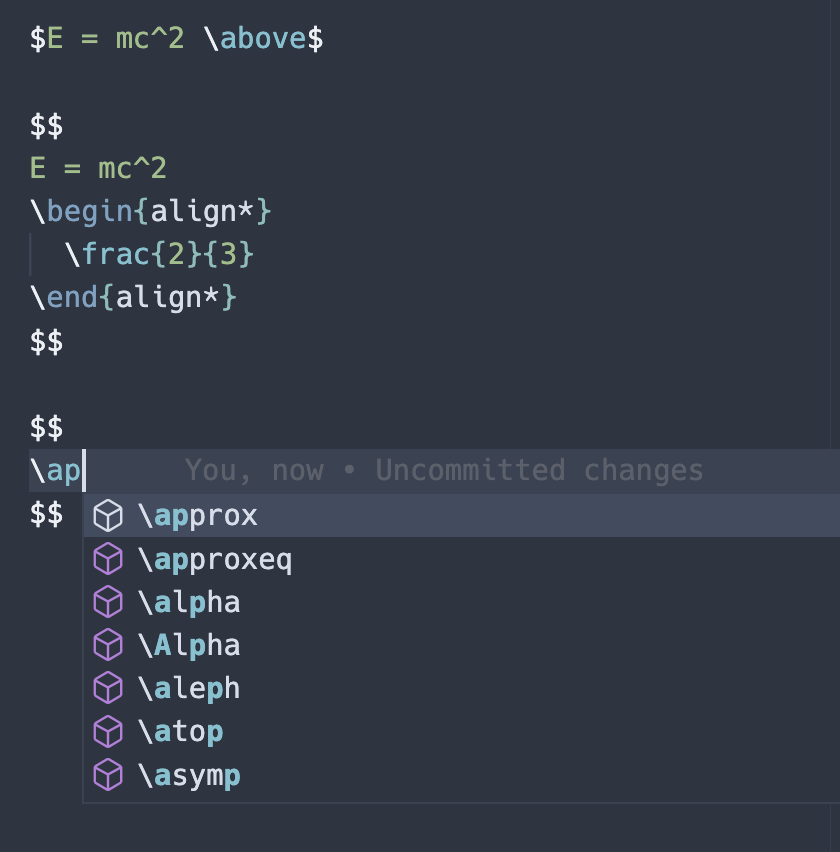 $E = mc^2 \above$
$$
E = mc^2
\begin{align*}
\frac{2}{3}
\end{align*}
$$
$$
\ap You, now • Uncommitted changes
$$
\approx
\approxeq
\alpha
\Alpha
\aleph
\atop
\asymp